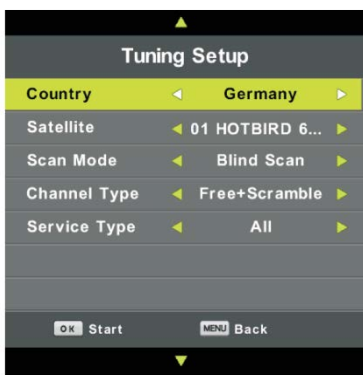 Tuning Setup
Country Germany
Satellite 01 HOTBIRD 6...
Scan Mode Blind Scan
Channel Type Free+Scramble
Service Type All
OK Start MENU Back